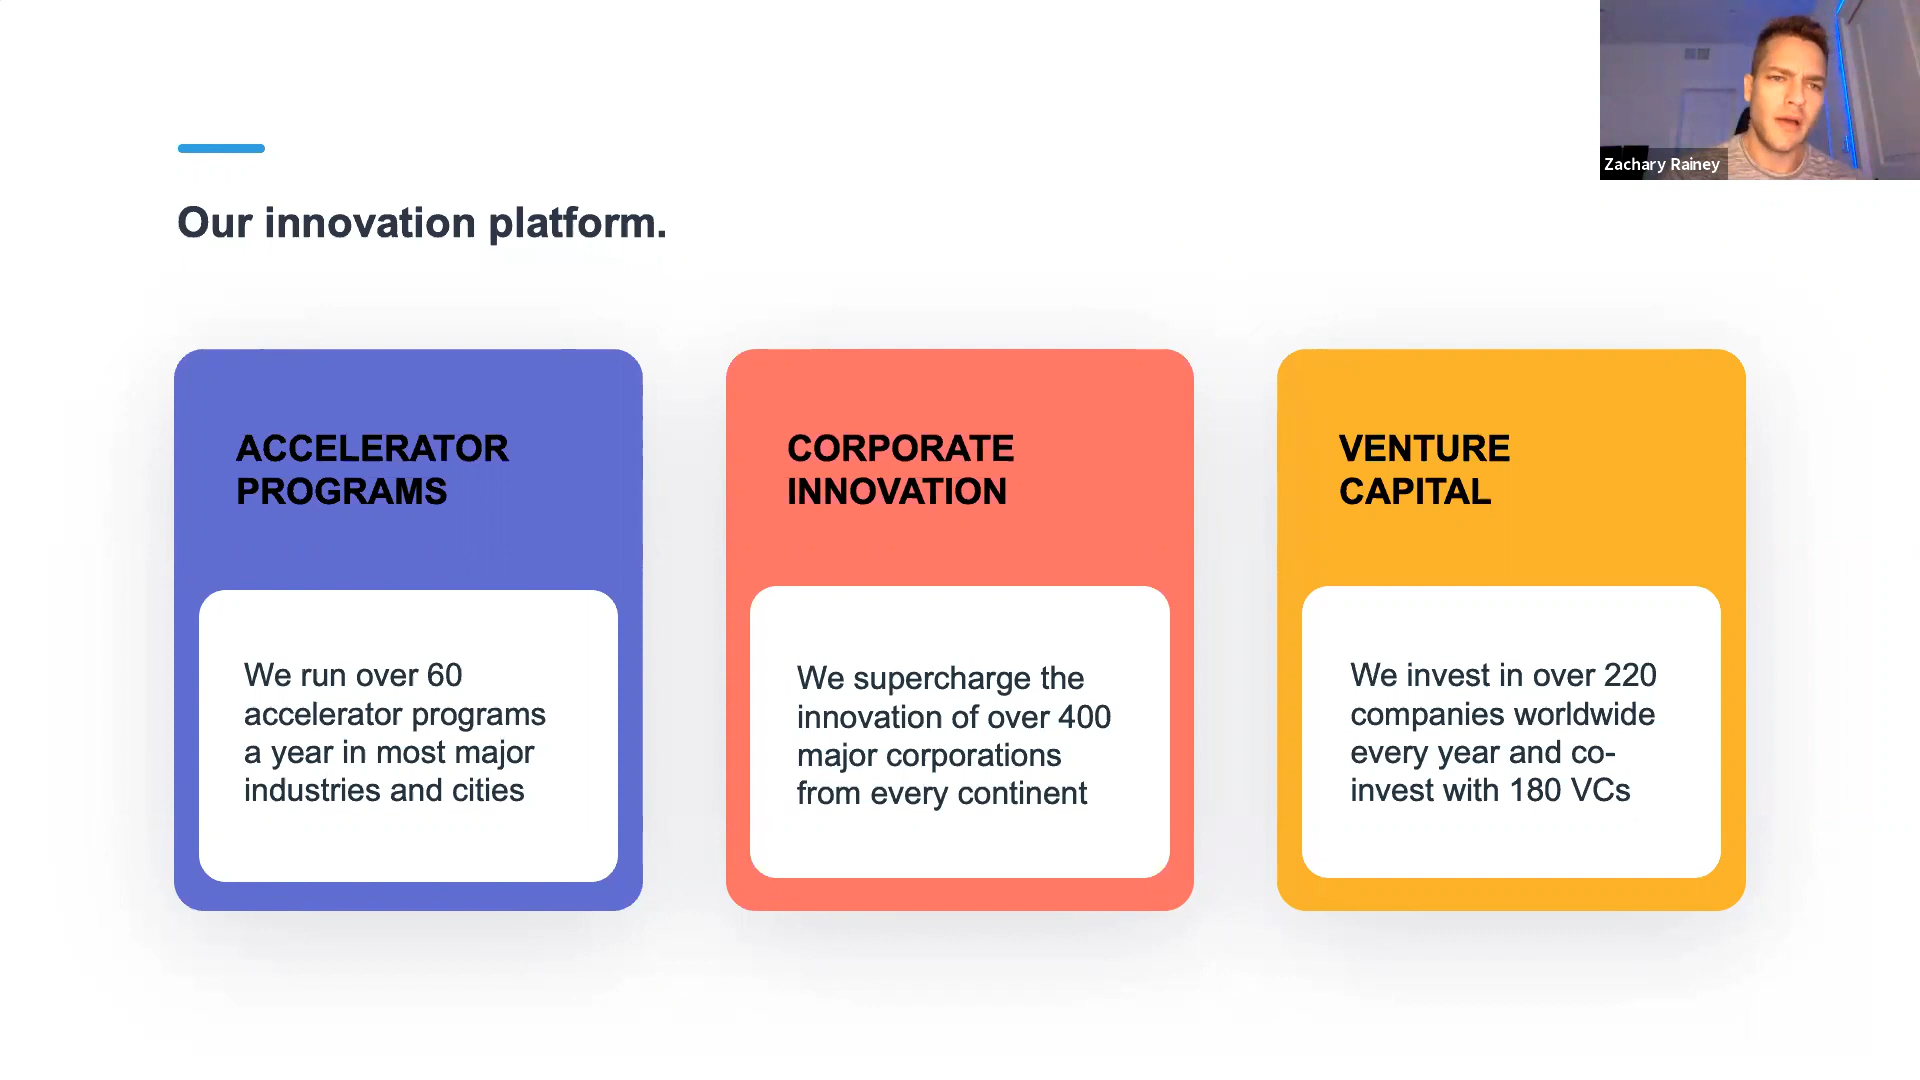 Zachary Rainey
Our innovation platform.
ACCELERATOR
PROGRAMS
We run over 60
accelerator programs
a year in most major
industries and cities
CORPORATE
INNOVATION
We supercharge the
innovation of over 400
major corporations
from every continent
VENTURE
CAPITAL
We invest in over 220
companies worldwide
every year and co-
invest with 180 VCs